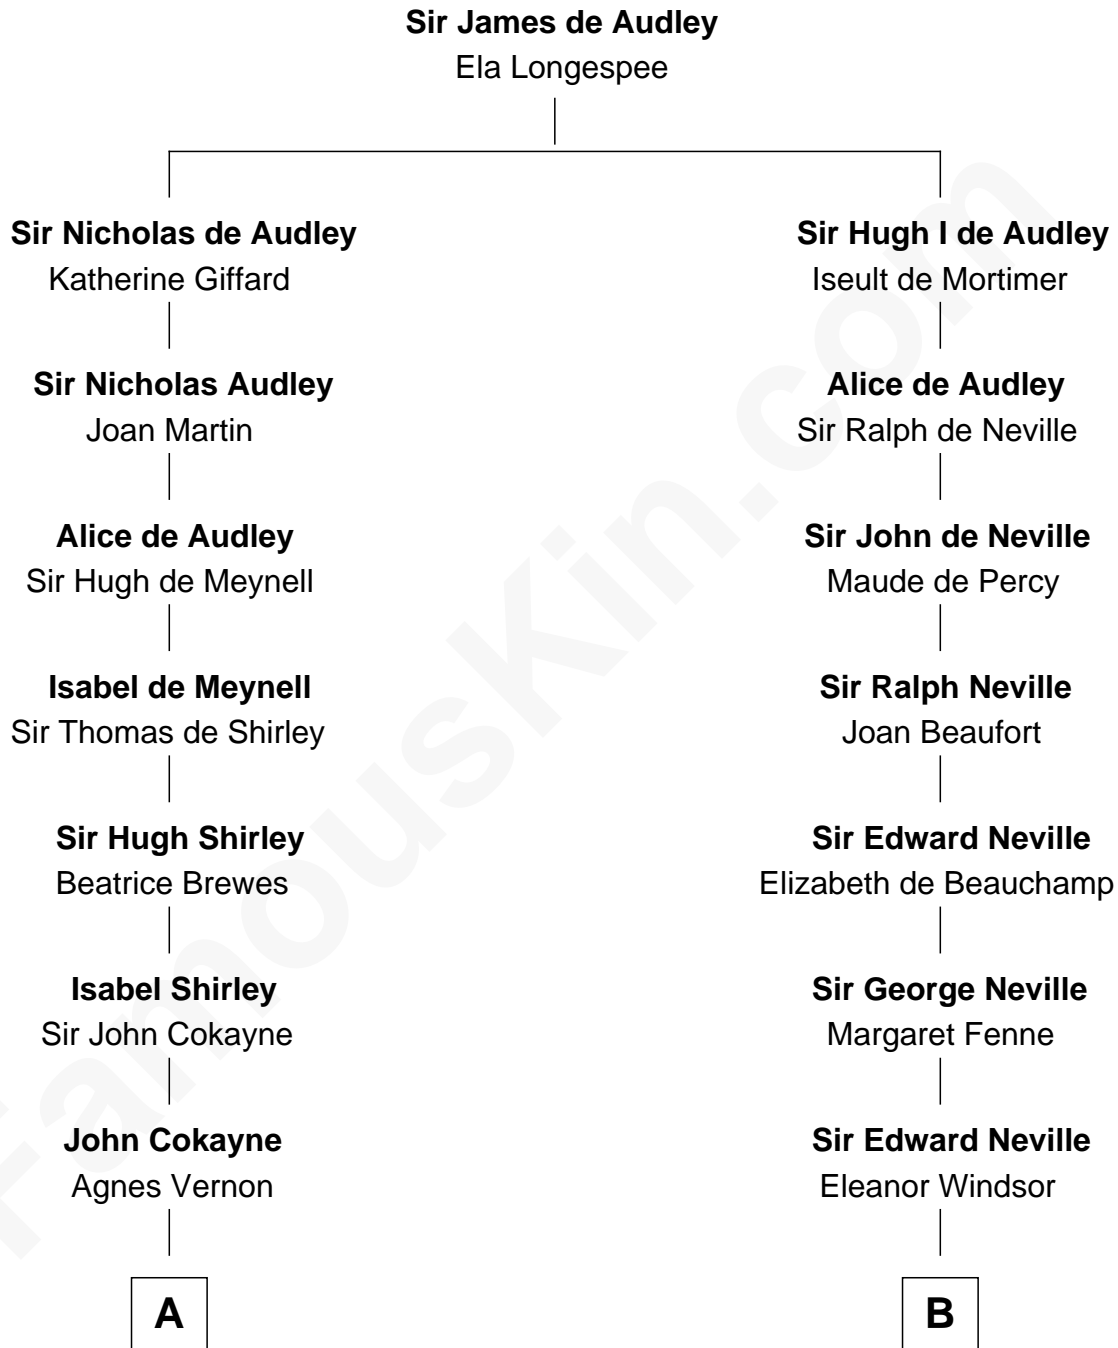 Sir James de Audley
Ela Longespee
Sir Nicholas de Audley
Katherine Giffard
Sir Hugh I de Audley
Iseult de Mortimer
Sir Nicholas Audley
Joan Martin
Alice de Audley
Sir Ralph de Neville
Alice de Audley
Sir Hugh de Meynell
Sir John de Neville
Maude de Percy
Isabel de Meynell
Sir Thomas de Shirley
Sir Ralph Neville
Joan Beaufort
Sir Hugh Shirley
Beatrice Brewes
Sir Edward Neville
Elizabeth de Beauchamp
Isabel Shirley
Sir John Cokayne
Sir George Neville
Margaret Fenne
John Cokayne
Agnes Vernon
Sir Edward Neville
Eleanor Windsor
A
B
FamousKin.com